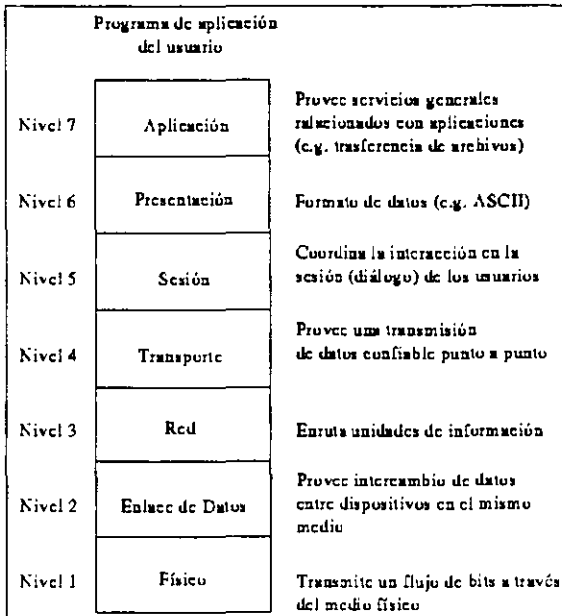 Programa de aplicación
del usuario
Nivel 7
Aplicación
Provee servicios generales
relacionados con aplicaciones
(e.g. trasferencia de archivos)
Nivel 6
Presentación
Formato de datos (e.g. ASCII)
Nivel 5
Sesión
Coordina la interacción en la
sesión (diálogo) de los usuarios
Nivel 4
Transporte
Provee una transmisión
de datos confiable punto a punto
Nivel 3
Red
Enruta unidades de información
Nivel 2
Enlace de Datos
Provee intercambio de datos
entre dispositivos en el mismo
medio
Nivel 1
Físico
Transmite un flujo de bits a través
del medio físico